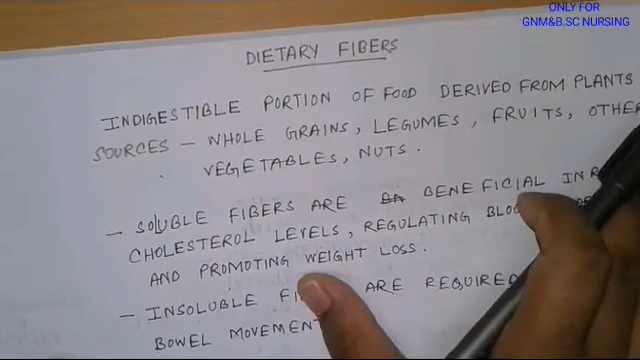 ONLY FOR
GNM&B.SC NURSING
DIETARY FIBERS
INDIGESTIBLE PORTION OF FOOD DERIVED FROM PLANTS
SOURCES - WHOLE GRAINS, LEGUMES, FRUITS, OTHER
VEGETABLES, NUTS.
- SOLUBLE FIBERS ARE BENEFICIAL IN
CHOLESTEROL LEVELS, REGULATING
AND PROMOTING WEIGHT LOSS.
- INSOLUBLE ARE REQUIRED
BOWEL MOVEMENT